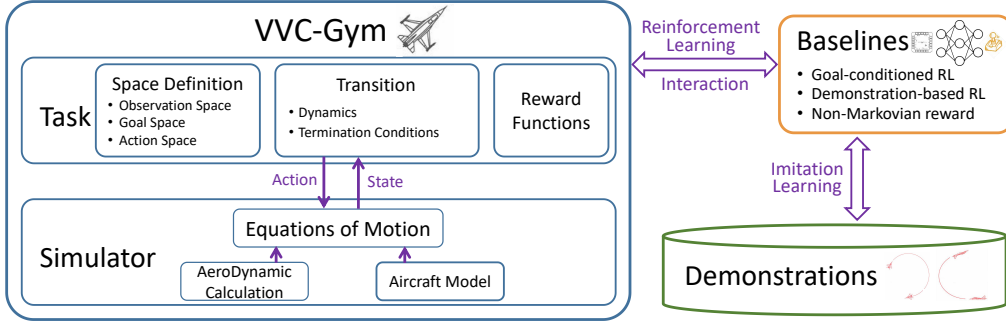 VVC-Gym
Task
Space Definition
• Observation Space
• Goal Space
• Action Space
Transition
• Dynamics
• Termination Conditions
Reward
Functions
Action
State
Simulator
Equations of Motion
AeroDynamic
Calculation
Aircraft Model
Reinforcement
Learning
Interaction
Baselines
• Goal-conditioned RL
• Demonstration-based RL
• Non-Markovian reward
Imitation
Learning
Demonstrations